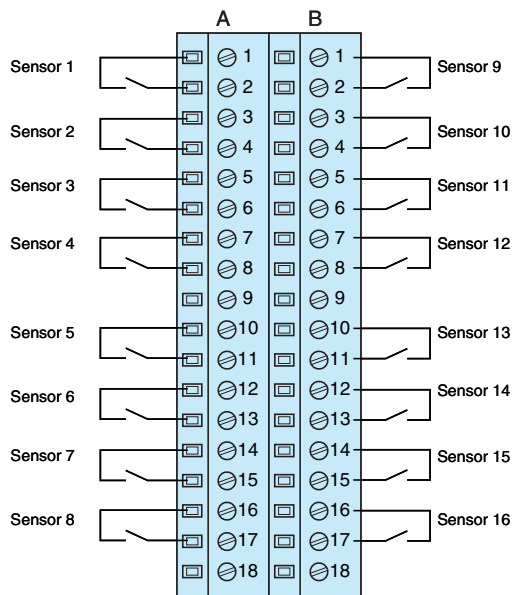 A B
1 1
Sensor 1 Sensor 9
2 2
3 3
Sensor 2 Sensor 10
4 4
5 5
Sensor 3 Sensor 11
6 6
7 7
Sensor 4 Sensor 12
8 8
9 9
10 10
Sensor 5 Sensor 13
11 11
12 12
Sensor 6 Sensor 14
13 13
14 14
Sensor 7 Sensor 15
15 15
16 16
Sensor 8 Sensor 16
17 17
18 18